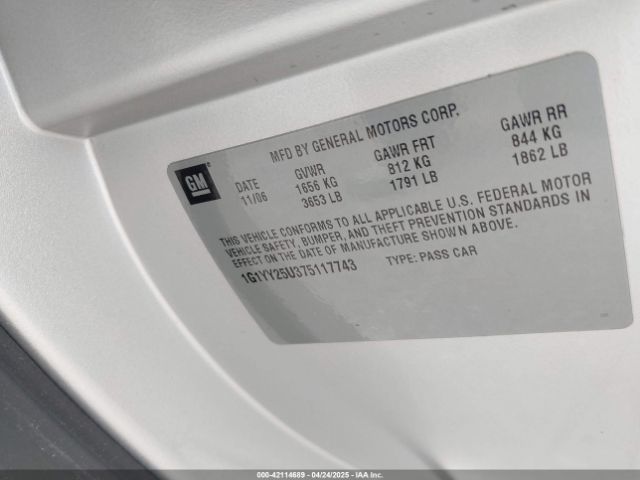 MFD BY GENERAL MOTORS CORP.
GM
DATE GVWR GAWR FRT GAWR RR
11/06 1656 KG 812 KG 844 KG
3653 LB 1791 LB 1862 LB
THIS VEHICLE CONFORMS TO ALL APPLICABLE U.S. FEDERAL MOTOR
VEHICLE SAFETY, BUMPER, AND THEFT PREVENTION STANDARDS IN
EFFECT ON THE DATE OF MANUFACTURE SHOWN ABOVE.
1G1YY25U375117743 TYPE: PASS CAR
000-42114689 - 04/24/2025 - IAAI.COM